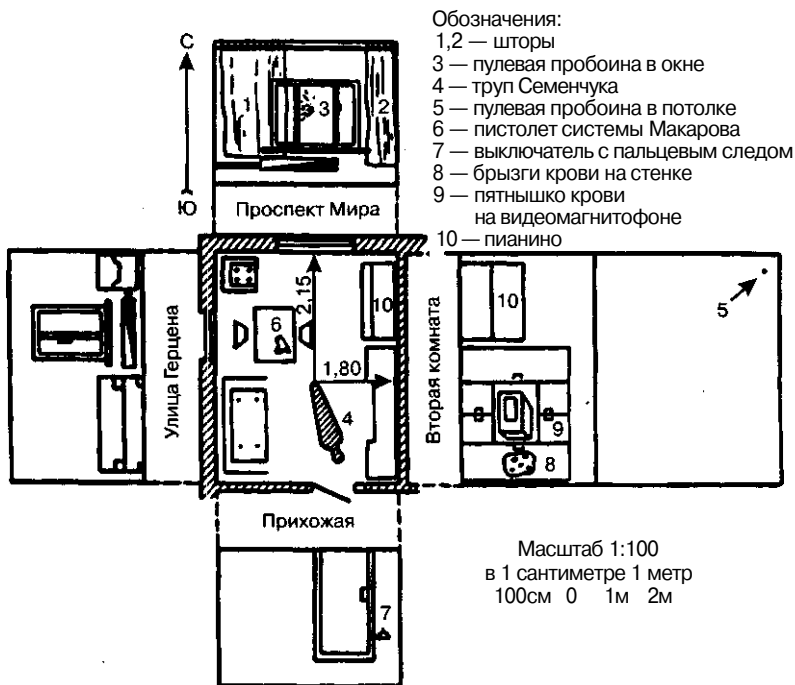 Обозначения:
1,2 — шторы
3 — пулевая пробоина в окне
4 — труп Семенчука
5 — пулевая пробоина в потолке
6 — пистолет системы Макарова
7 — выключатель с пальцевым следом
8 — брызги крови на стенке
9 — пятнышко крови
на видеомагнитофоне
10 — пианино
С
Ю
1
3
2
Проспект Мира
Улица Герцена
2,15
10
6
1,80
4
Вторая комната
10
9
8
5
Прихожая
7
Масштаб 1:100
в 1 сантиметре 1 метр
100см 0 1м 2м